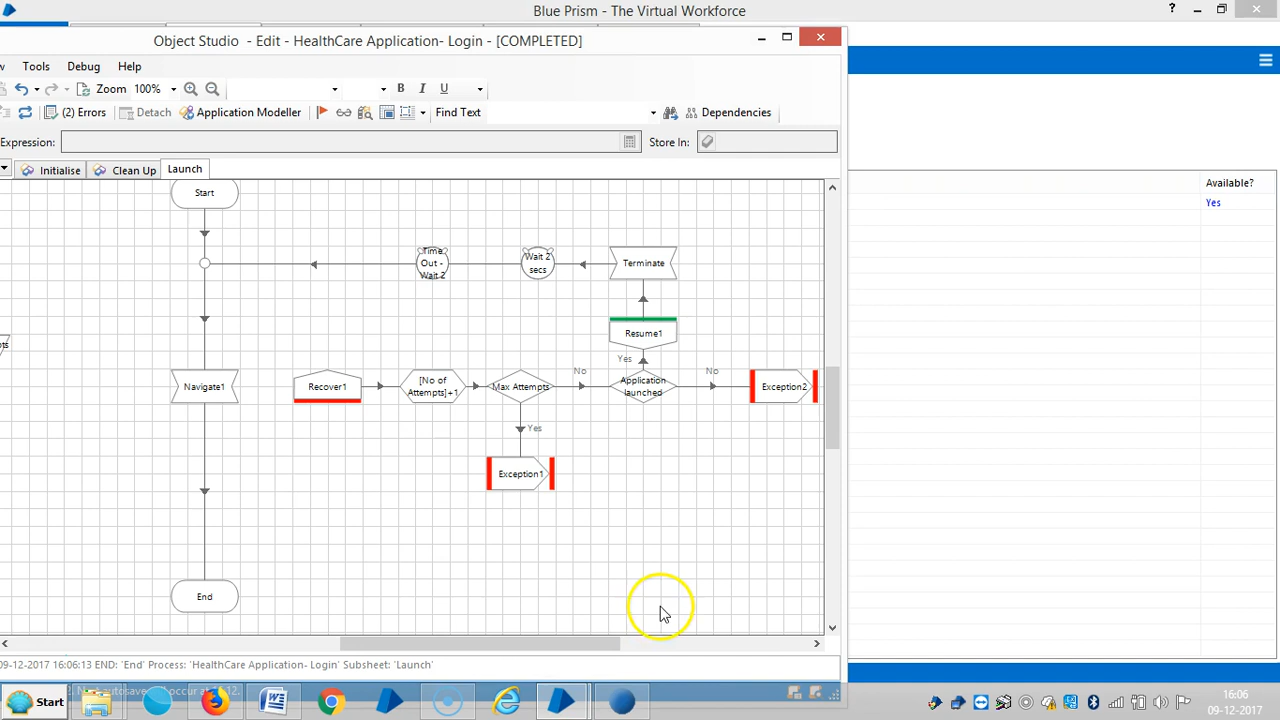 Blue Prism - The Virtual Workforce
Object Studio - Edit - HealthCare Application- Login - [COMPLETED]
Tools Debug Help
Zoom 100% B I U
(2) Errors Detach Application Modeller Find Text Dependencies
Expression: Store In:
Initialise Clean Up Launch
Available?
Yes
Start
Time Out - Wait 2
Wait 2 secs
Terminate
Resume1
Yes
Navigate1
Recover1
[No of Attempts]+1
Max Attempts
No
Application launched
No
Exception2
Yes
Exception1
End
09-12-2017 16:06:13 END: 'End' Process: 'HealthCare Application- Login' Subsheet: 'Launch'
Start
16:06
09-12-2017